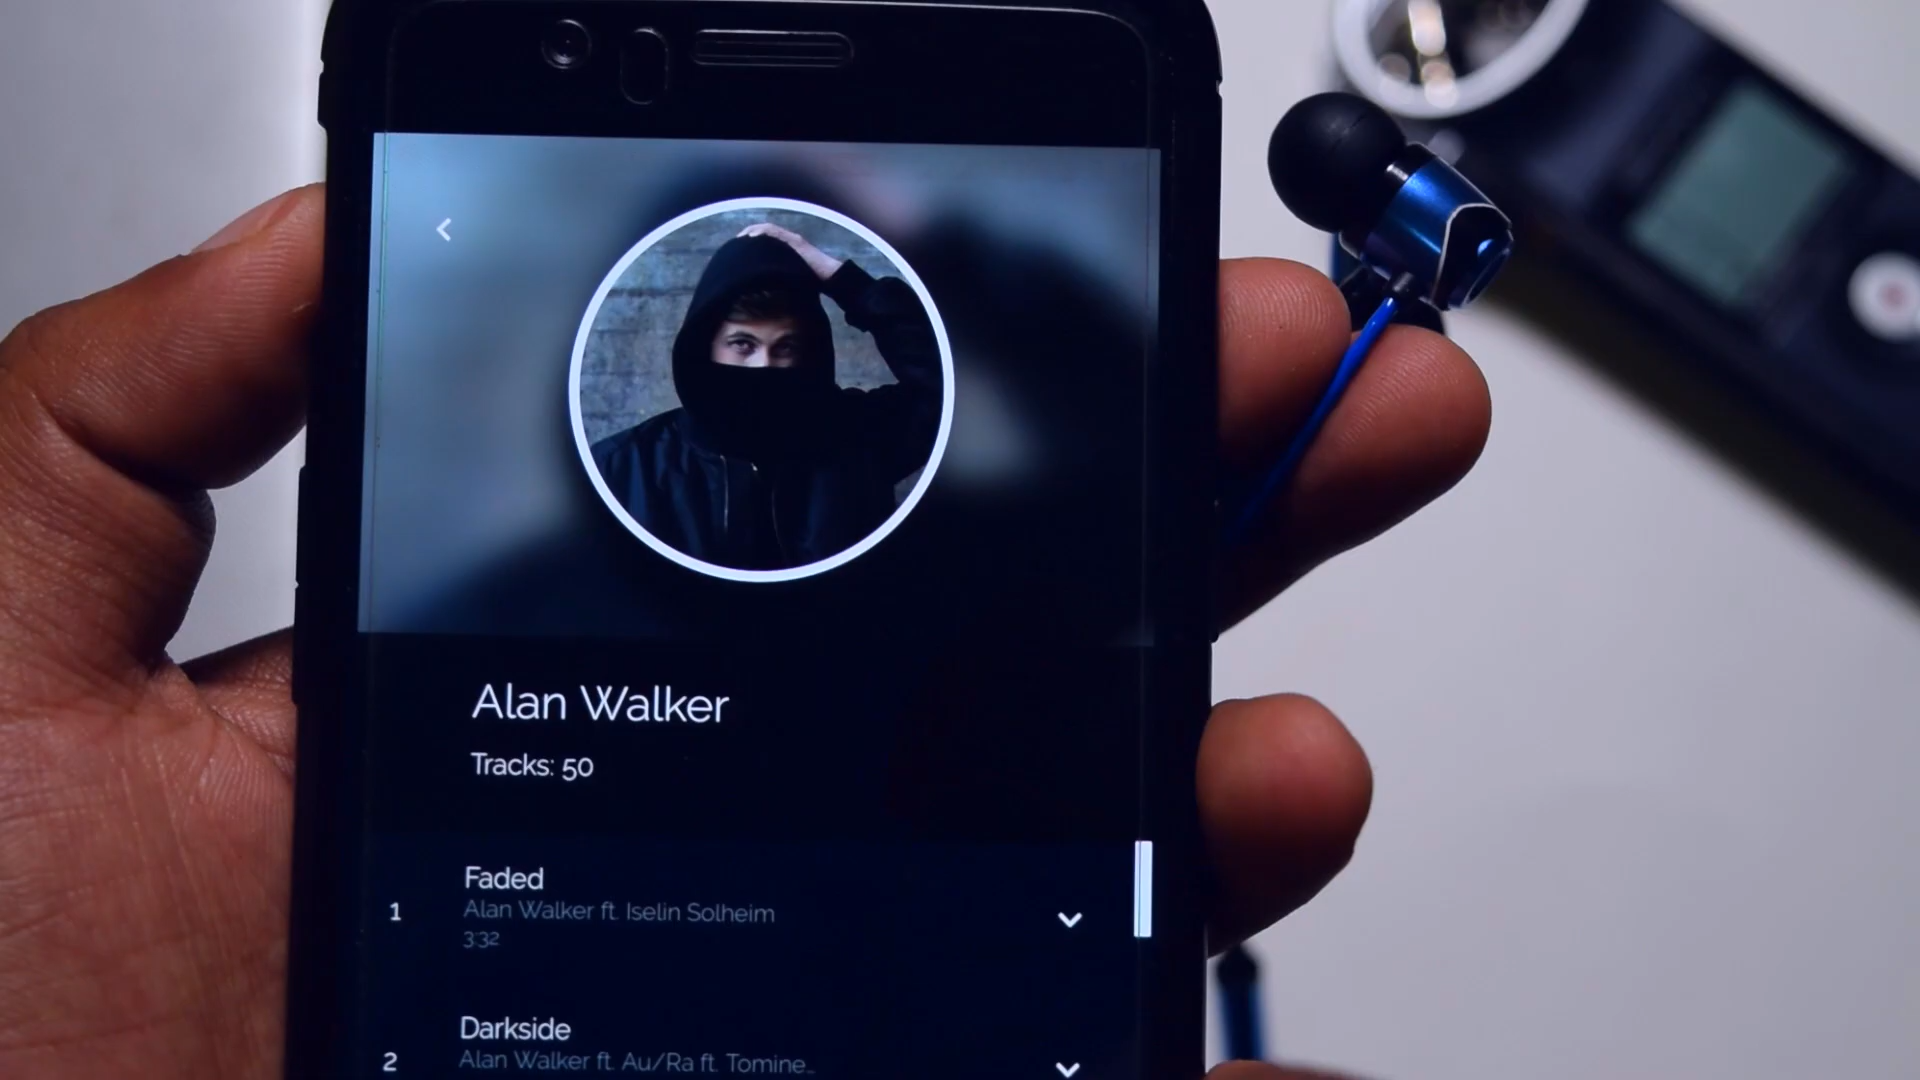 Alan Walker
Tracks: 50
1
Faded
Alan Walker ft. Iselin Solheim
3:32
2
Darkside
Alan Walker ft. Au/Ra ft. Tomine...